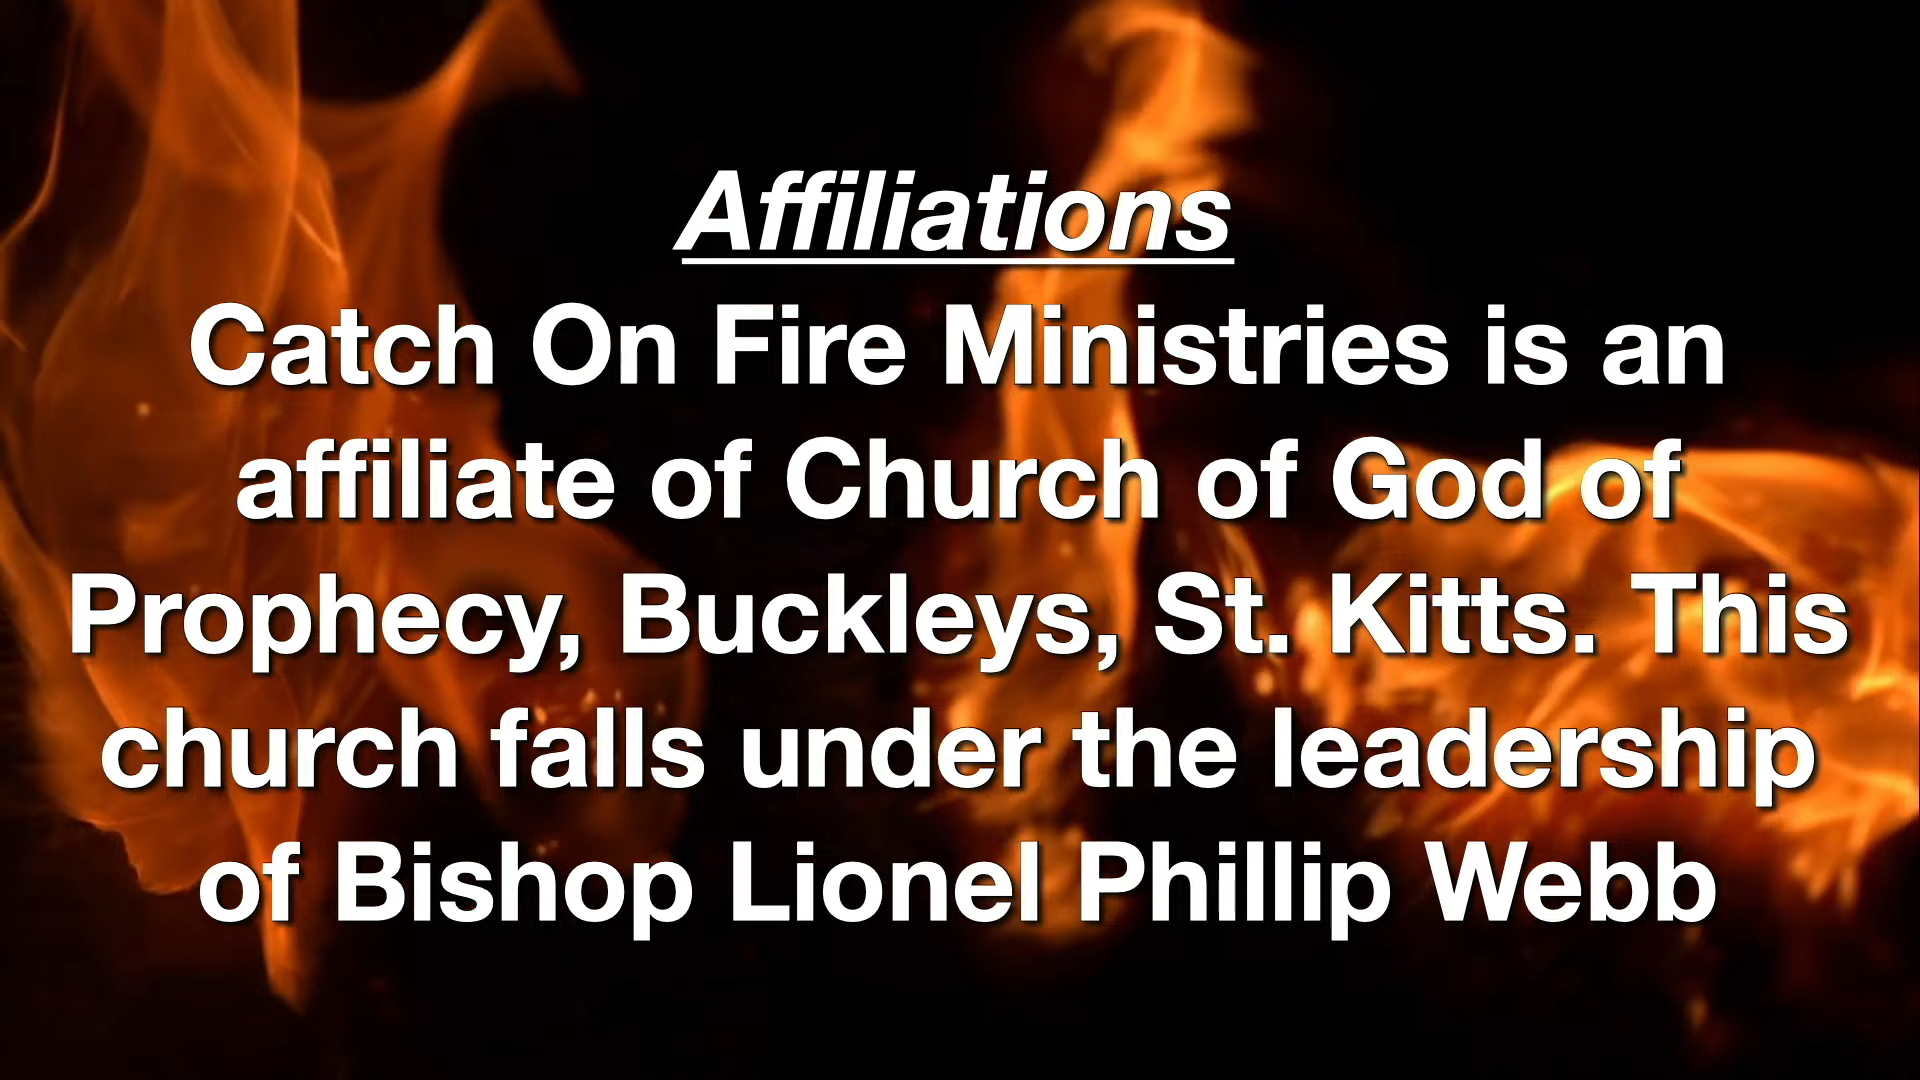 Affiliations
Catch On Fire Ministries is an
affiliate of Church of God of
Prophecy, Buckleys, St. Kitts. This
church falls under the leadership
of Bishop Lionel Phillip Webb